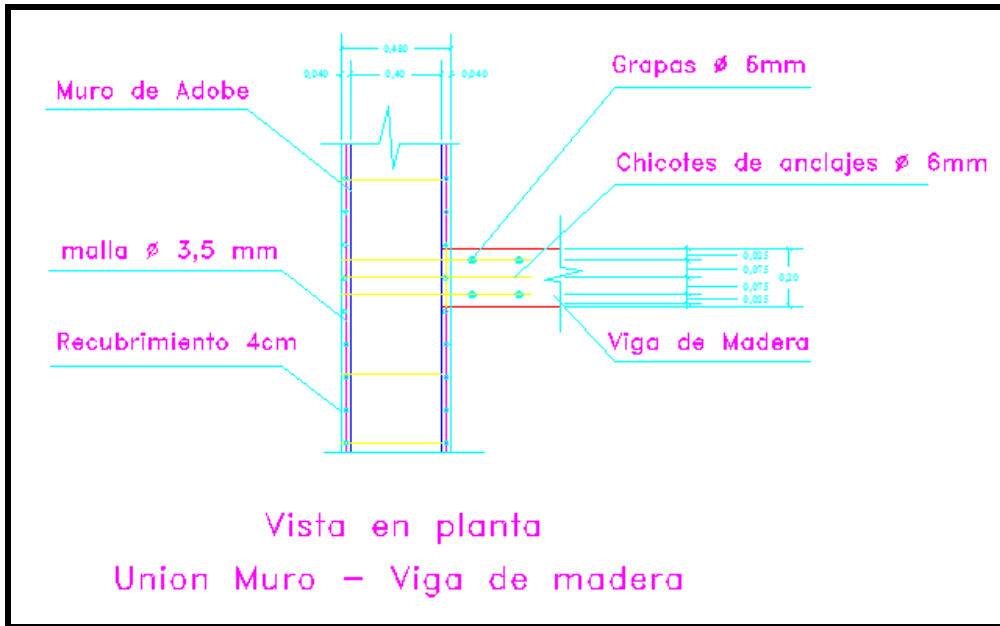 0,480
0,040
0,40
0,040
Grapas ø 6mm
Muro de Adobe
Chicotes de anclajes ø 6mm
malla ø 3,5 mm
0,025
0,075
0,20
0,075
0,025
Recubrimiento 4cm
Viga de Madera
Vista en planta
Union Muro - Viga de madera